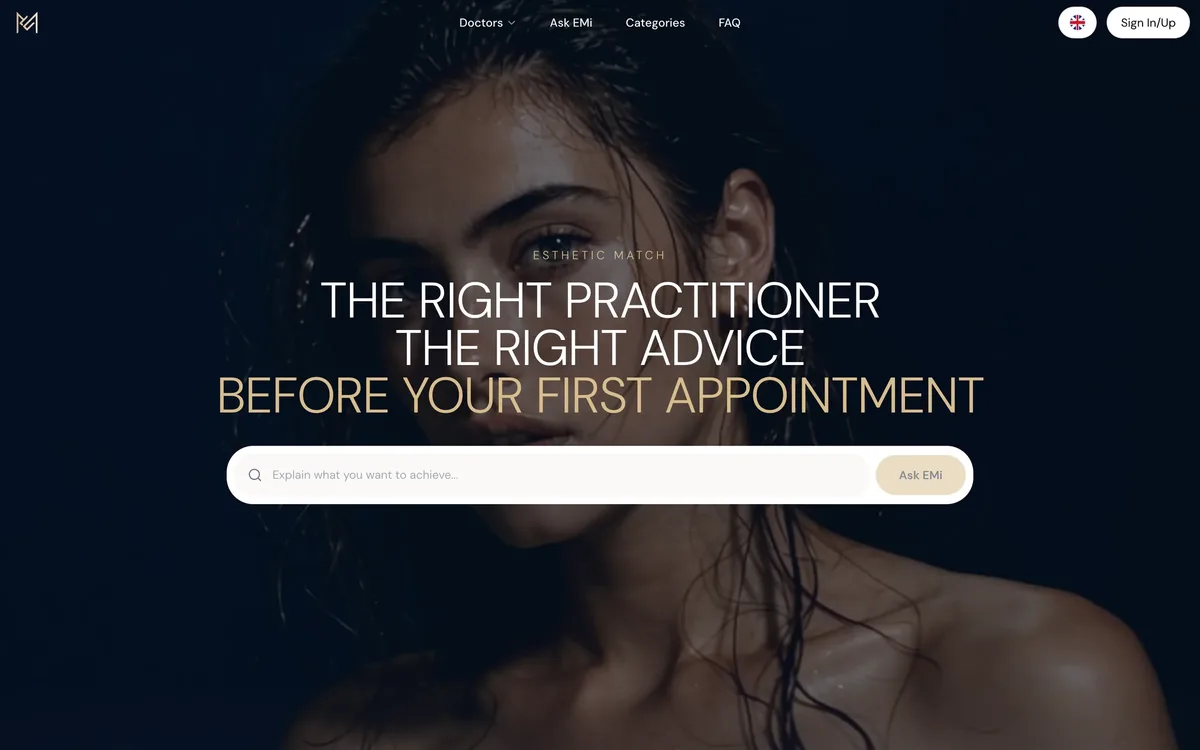 Doctors
Ask EMi
Categories
FAQ
Sign In/Up
ESTHETIC MATCH
THE RIGHT PRACTITIONER
THE RIGHT ADVICE
BEFORE YOUR FIRST APPOINTMENT
Explain what you want to achieve...
Ask EMi